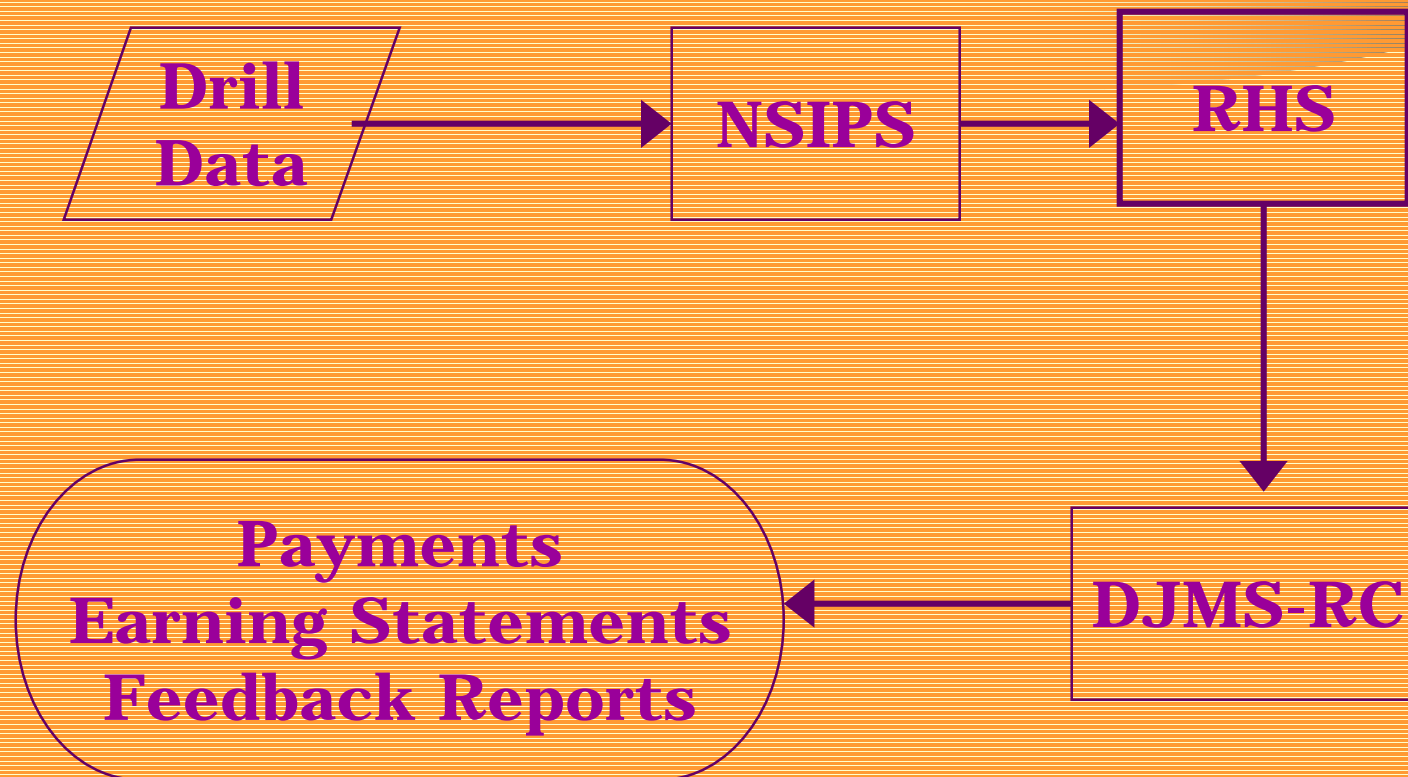 Drill
Data
NSIPS
RHS
DJMS-RC
Payments
Earning Statements
Feedback Reports